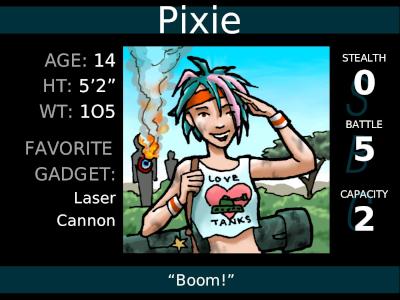 Pixie
AGE: 14
HT: 5’2”
WT: 105
FAVORITE
GADGET:
Laser
Cannon
LOVE
TANKS
STEALTH
0
BATTLE
5
CAPACITY
2
“Boom!”